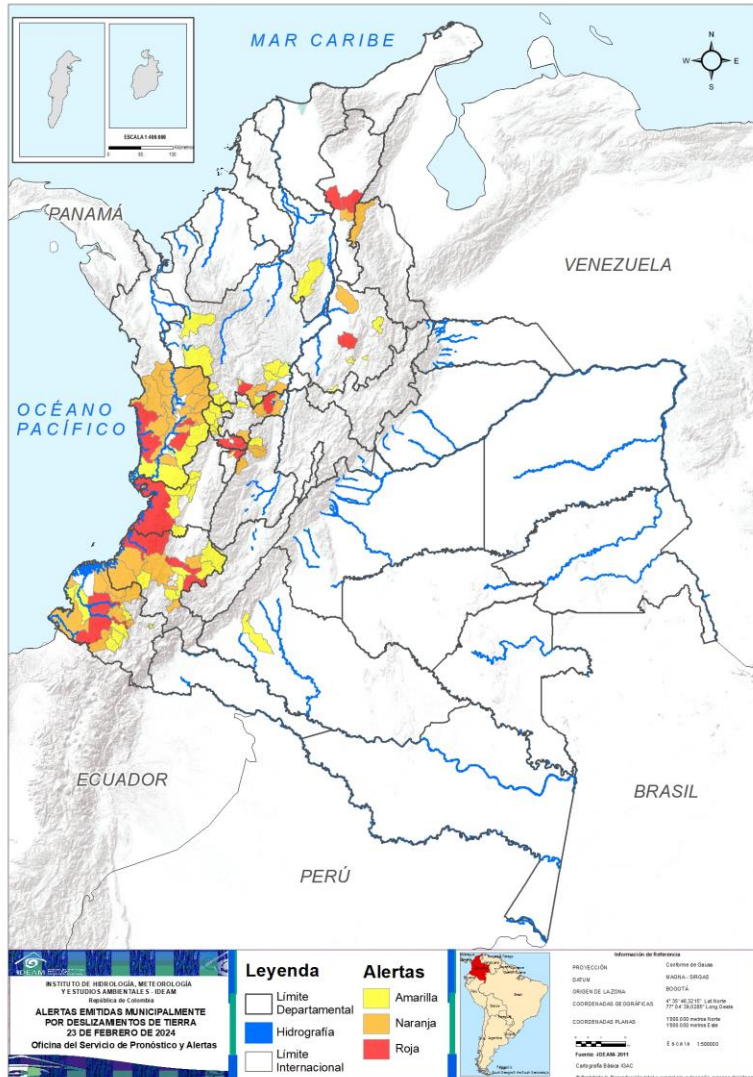 MAR CARIBE
N
W
E
S
ESCALA 1:400.000
PANAMÁ
VENEZUELA
OCÉANO
PACÍFICO
ECUADOR
BRASIL
PERÚ
IDEAM
INSTITUTO DE HIDROLOGÍA, METEOROLOGÍA
Y ESTUDIOS AMBIENTALES - IDEAM
República de Colombia
ALERTAS EMITIDAS MUNICIPALMENTE
POR DESLIZAMIENTOS DE TIERRA
23 DE FEBRERO DE 2024
Oficina del Servicio de Pronóstico y Alertas
Leyenda
Límite
Departamental
Hidrografía
Límite
Internacional
Alertas
Amarilla
Naranja
Roja
Información de Referencia
PROYECCIÓN Conforme de Gauss
DATUM MAGNA - SIRGAS
ORIGEN DE LA ZONA BOGOTÁ
COORDENADAS GEOGRÁFICAS
COORDENADAS PLANAS 1'000.000 metros Norte
1'000.000 metros Este
Escala 1:500000
Fuente: IDEAM- 2011
Cartografía Básica IGAC